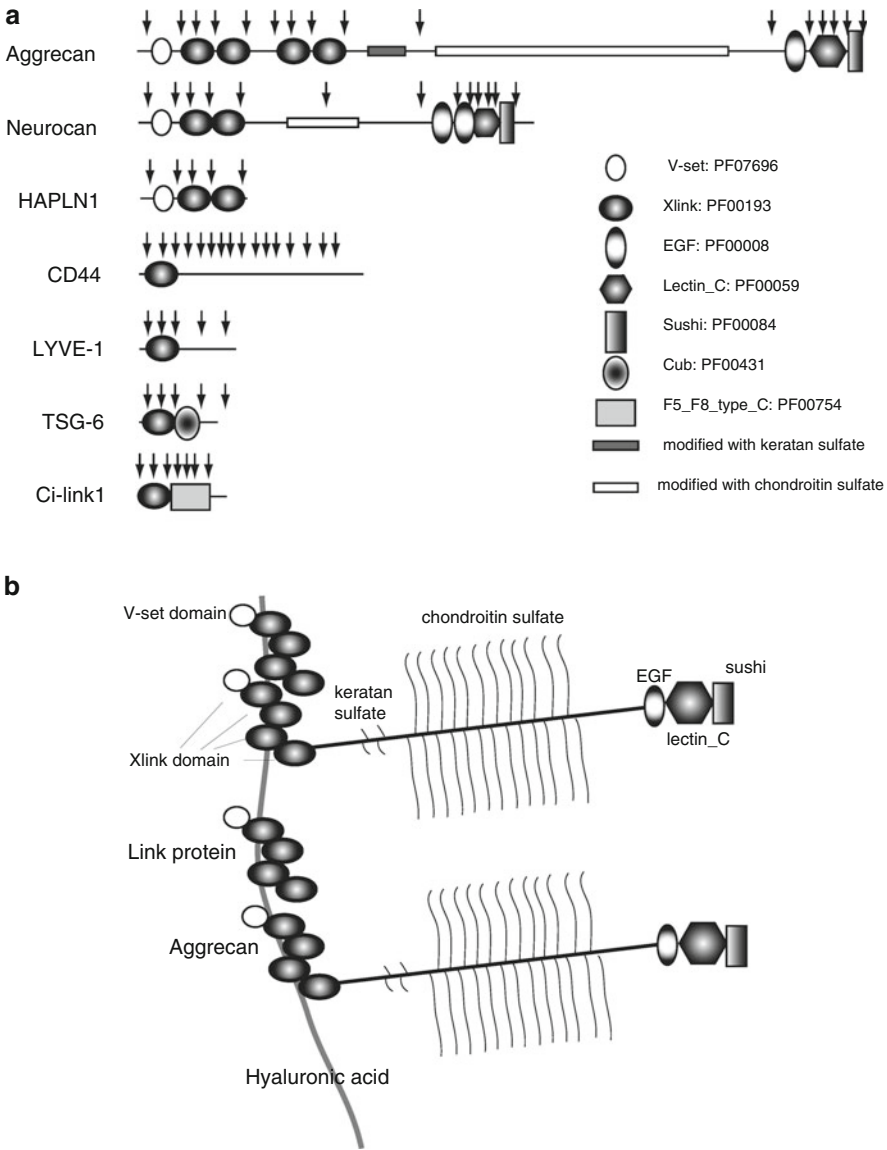 a
Aggrecan
Neurocan
HAPLN1
CD44
LYVE-1
TSG-6
Ci-link1
V-set: PF07696
Xlink: PF00193
EGF: PF00008
Lectin_C: PF00059
Sushi: PF00084
Cub: PF00431
F5_F8_type_C: PF00754
modified with keratan sulfate
modified with chondroitin sulfate
b
V-set domain
chondroitin sulfate
keratan
sulfate
EGF
sushi
lectin_C
Xlink domain
Link protein
Aggrecan
Hyaluronic acid